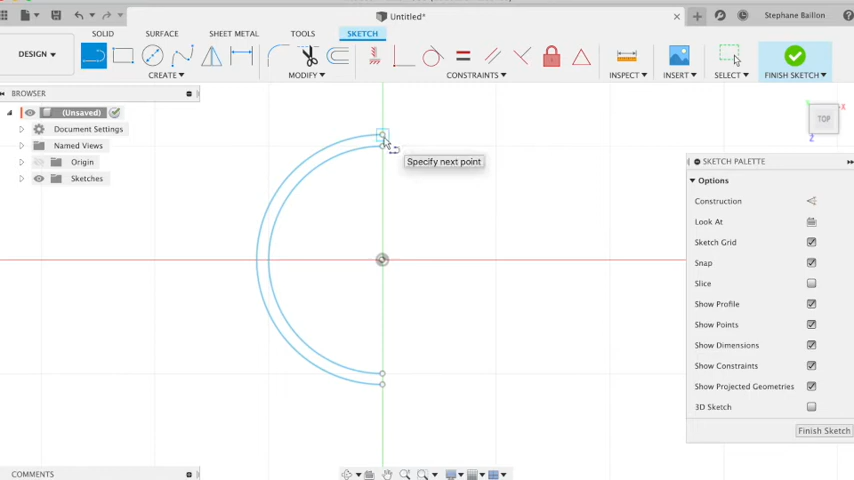 Untitled*
Stephane Baillon
DESIGN
SOLID
SURFACE
SHEET METAL
TOOLS
SKETCH
CREATE
MODIFY
CONSTRAINTS
INSPECT
INSERT
SELECT
FINISH SKETCH
BROWSER
(Unsaved)
Document Settings
Named Views
Origin
Sketches
Specify next point
TOP
X
Z
SKETCH PALETTE
Options
Construction
Look At
Sketch Grid
Snap
Slice
Show Profile
Show Points
Show Dimensions
Show Constraints
Show Projected Geometries
3D Sketch
Finish Sketch
COMMENTS